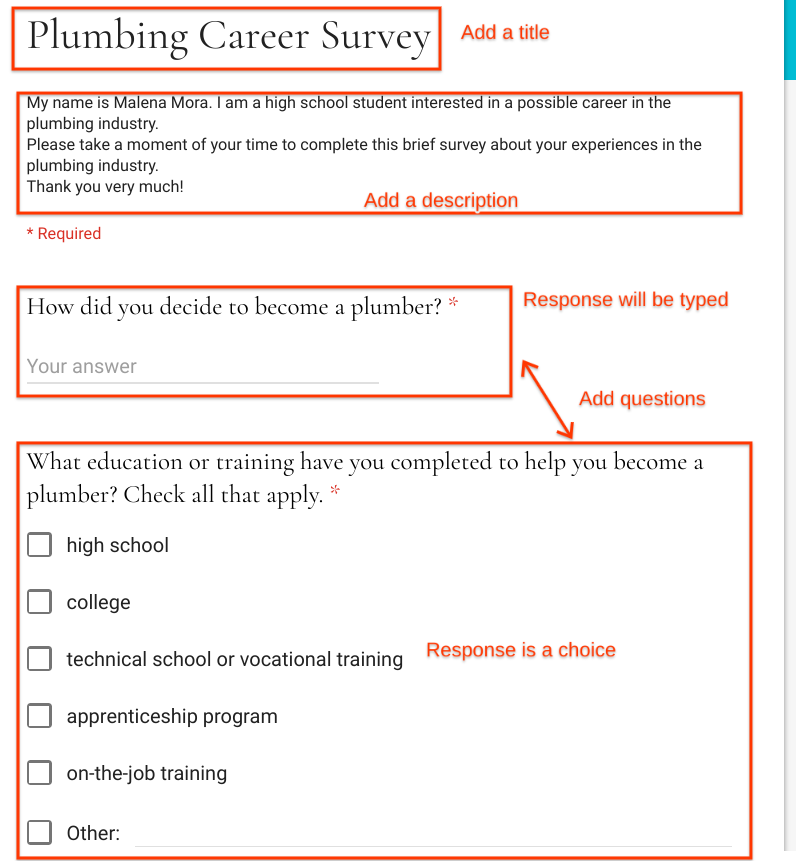 Plumbing Career Survey
Add a title
My name is Malena Mora. I am a high school student interested in a possible career in the
plumbing industry.
Please take a moment of your time to complete this brief survey about your experiences in the
plumbing industry.
Thank you very much!
Add a description
* Required
How did you decide to become a plumber? *
Response will be typed
Your answer
Add questions
What education or training have you completed to help you become a
plumber? Check all that apply. *
high school
college
technical school or vocational training
Response is a choice
apprenticeship program
on-the-job training
Other: